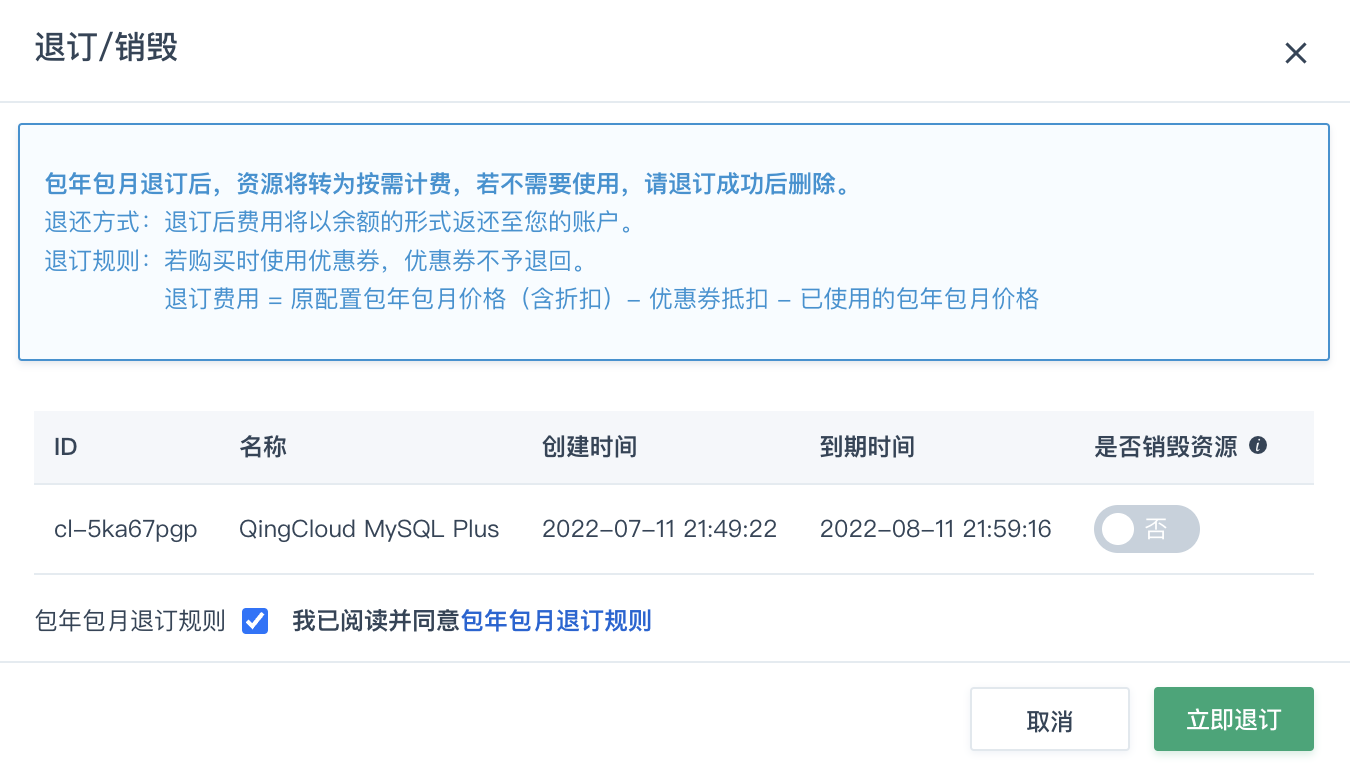 退订/销毁
包年包月退订后，资源将转为按需计费，若不需要使用，请退订成功后删除。
退还方式：退订后费用将以余额的形式返还至您的账户。
退订规则：若购买时使用优惠券，优惠券不予退回。
退订费用 = 原配置包年包月价格（含折扣）- 优惠券抵扣 - 已使用的包年包月价格
ID 名称 创建时间 到期时间 是否销毁资源
cl-5ka67pgp QingCloud MySQL Plus 2022-07-11 21:49:22 2022-08-11 21:59:16 否
包年包月退订规则 我已阅读并同意包年包月退订规则
取消 立即退订